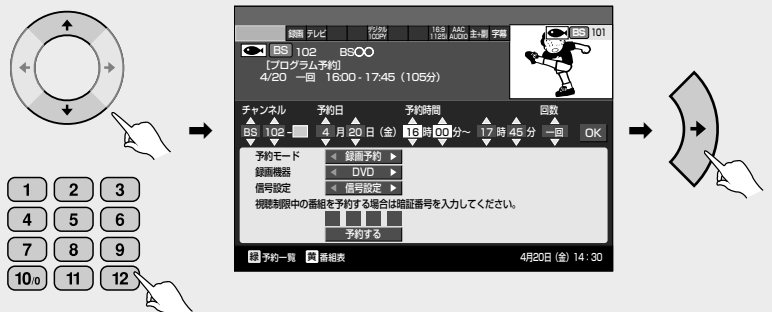 録画 テレビ デジタル 1COPY 16:9 1125i AAC AUDIO 主+副 字幕
BS 101
BS 102 BS〇〇
［プログラム予約］
4/20 一回 16:00 - 17:45（105分）
チャンネル 予約日 予約時間 回数
BS 102 - 4 月 20 日（金） 16 時 00 分～ 17 時 45 分 一回 OK
予約モード 録画予約
録画機器 DVD
信号設定 信号設定
視聴制限中の番組を予約する場合は暗証番号を入力してください。
予約する
緑 予約一覧 黄 番組表 4月20日（金）14：30
1 2 3
4 5 6
7 8 9
10/0 11 12